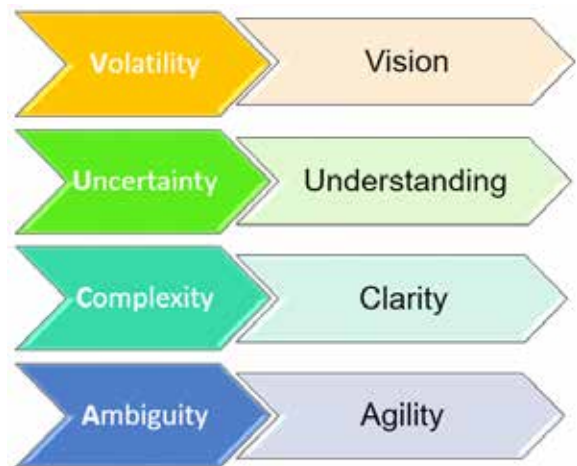 Volatility Vision
Uncertainty Understanding
Complexity Clarity
Ambiguity Agility